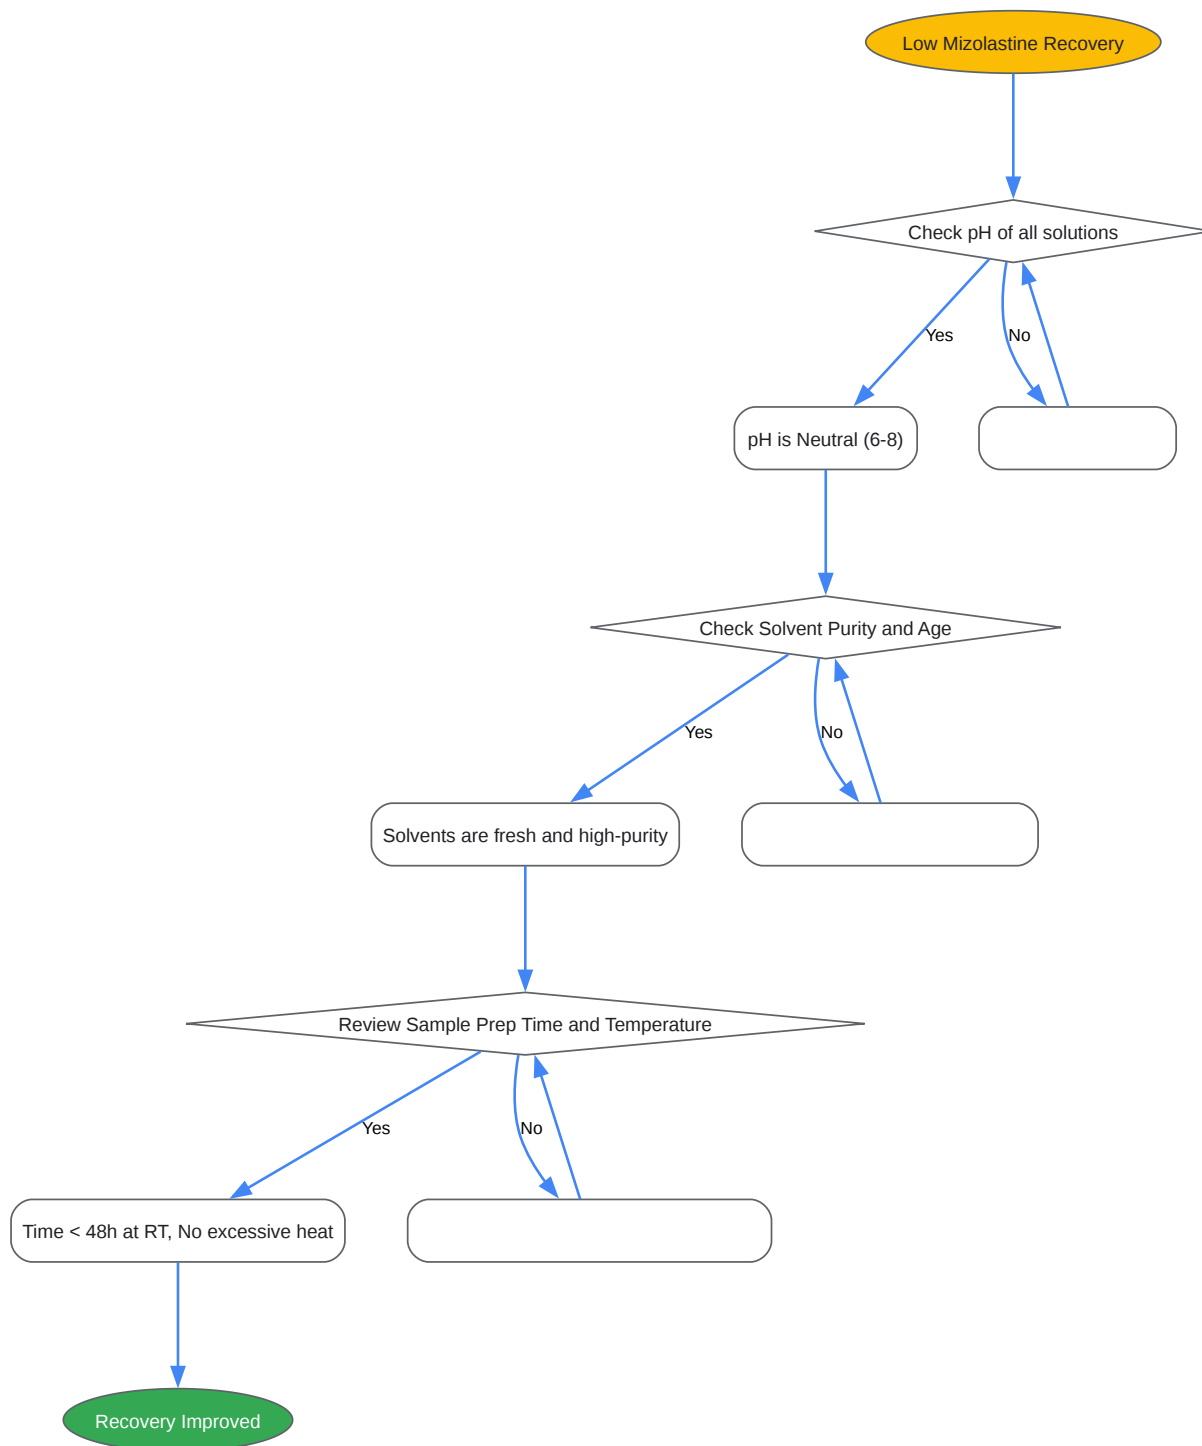 Low Mizolastine Recovery
Check pH of all solutions
Yes
No
pH is Neutral (6-8)
Check Solvent Purity and Age
Yes
No
Solvents are fresh and high-purity
Review Sample Prep Time and Temperature
Yes
No
Time < 48h at RT, No excessive heat
Recovery Improved